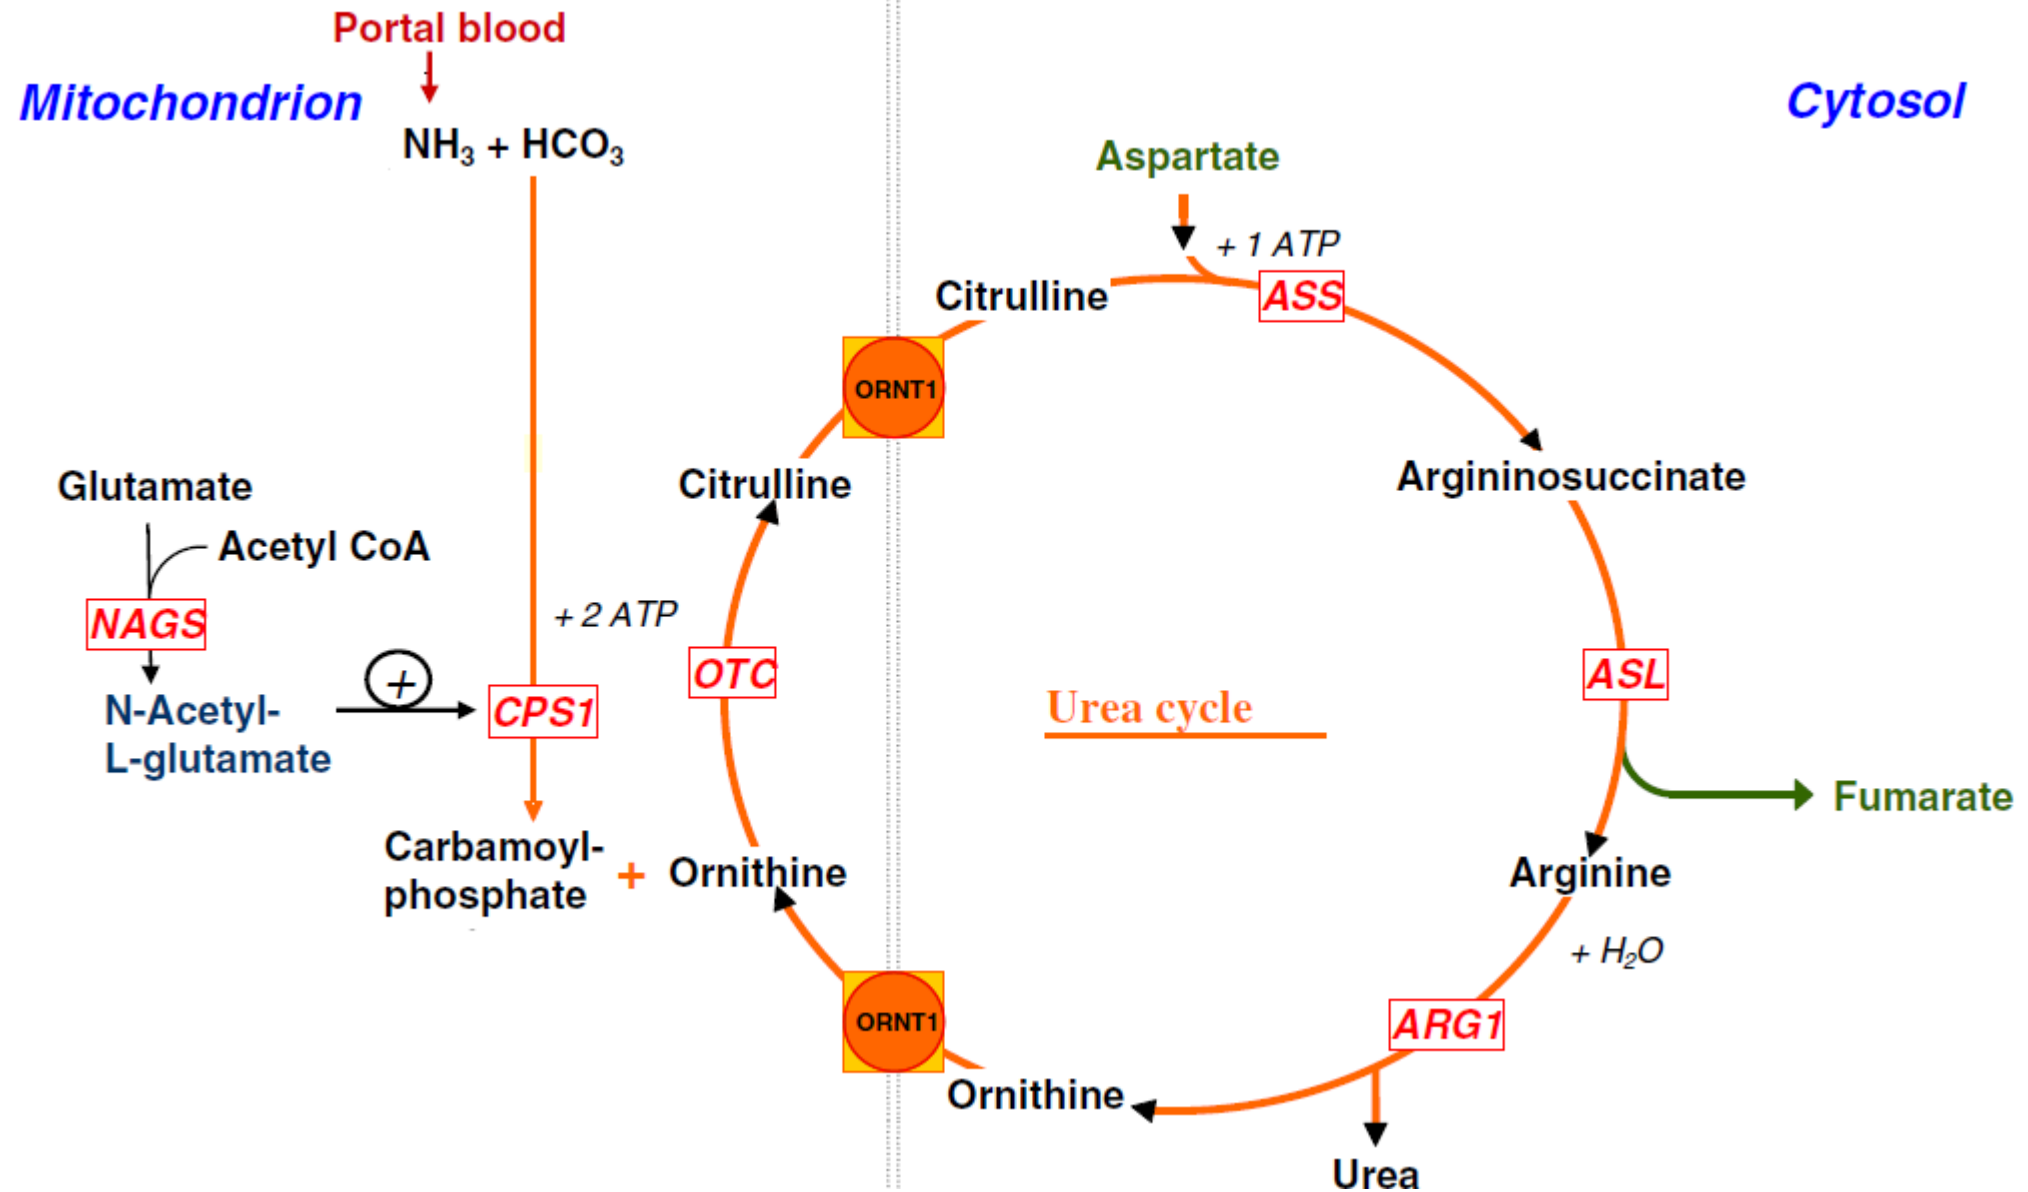 Portal blood
Mitochondrion
Cytosol
NH₃ + HCO₃
Aspartate
+ 1 ATP
Citrulline
ASS
ORNT1
Citrulline
Argininosuccinate
Glutamate
Acetyl CoA
NAGS
+ 2 ATP
OTC
ASL
+
N-Acetyl-
L-glutamate
CPS1
Urea cycle
Fumarate
Carbamoyl-
phosphate
+
Ornithine
Arginine
+ H₂O
ORNT1
ARG1
Ornithine
Urea